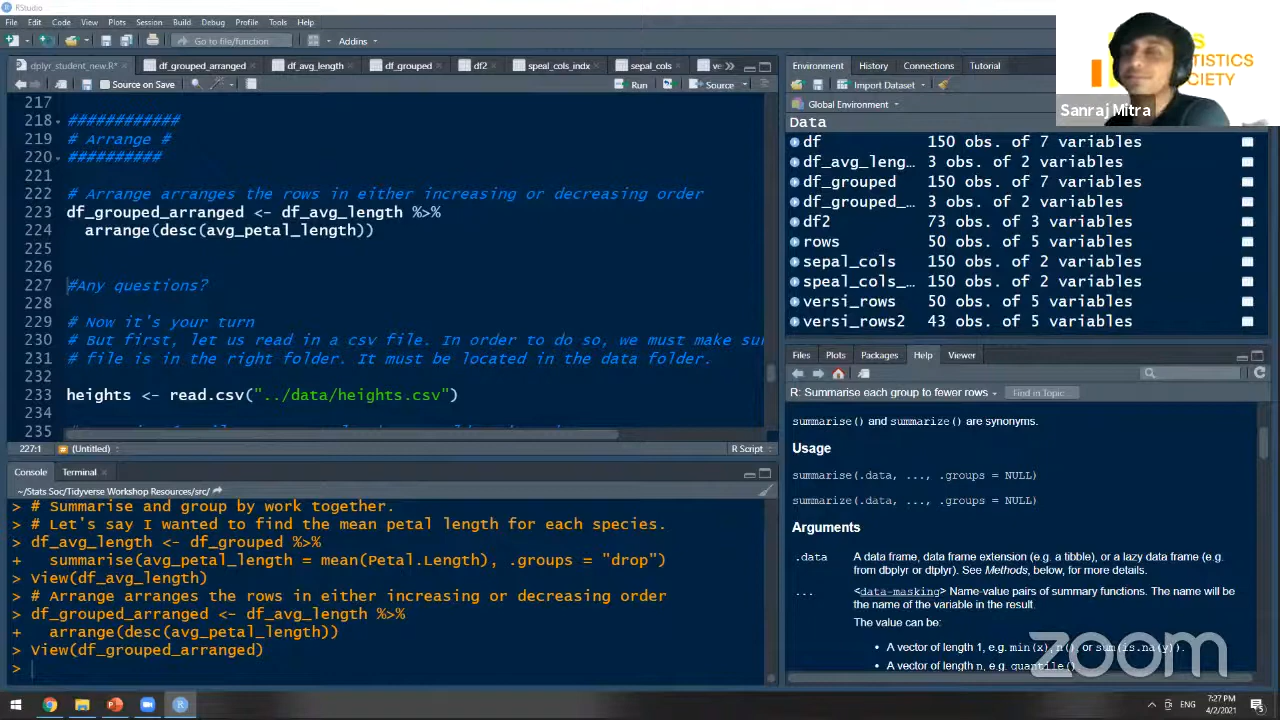 RStudio
File Edit Code View Plots Session Build Debug Profile Tools Help
Go to file/function Addins
dplyr_student_new.R* df_grouped_arranged df_avg_length df_grouped df2 speal_cols_indx sepal_cols
Source on Save Run Source
217
218 ############
219 # Arrange #
220 ##########
221
222 # Arrange arranges the rows in either increasing or decreasing order
223 df_grouped_arranged <- df_avg_length %>%
224 arrange(desc(avg_petal_length))
225
226
227 #Any questions?
228
229 # Now it's your turn
230 # But first, let us read in a csv file. In order to do so, we must make su
231 # file is in the right folder. It must be located in the data folder.
232
233 heights <- read.csv("../data/heights.csv")
234
235
227:1 (Untitled) R Script
Console Terminal
~/Stats Soc/Tidyverse Workshop Resources/src/
> # Summarise and group by work together.
> # Let's say I wanted to find the mean petal length for each species.
> df_avg_length <- df_grouped %>%
+ summarise(avg_petal_length = mean(Petal.Length), .groups = "drop")
> View(df_avg_length)
> # Arrange arranges the rows in either increasing or decreasing order
> df_grouped_arranged <- df_avg_length %>%
+ arrange(desc(avg_petal_length))
> View(df_grouped_arranged)
>
Environment History Connections Tutorial
Import Dataset
Global Environment
Data
df 150 obs. of 7 variables
df_avg_leng… 3 obs. of 2 variables
df_grouped 150 obs. of 7 variables
df_grouped_… 3 obs. of 2 variables
df2 73 obs. of 3 variables
rows 50 obs. of 5 variables
sepal_cols 150 obs. of 2 variables
speal_cols_… 150 obs. of 2 variables
versi_rows 50 obs. of 5 variables
versi_rows2 43 obs. of 5 variables
Files Plots Packages Help Viewer
R: Summarise each group to fewer rows Find in Topic
summarise() and summarize() are synonyms.
Usage
summarise(.data, ..., .groups = NULL)
summarize(.data, ..., .groups = NULL)
Arguments
.data A data frame, data frame extension (e.g. a tibble), or a lazy data frame (e.g.
from dbplyr or dtplyr). See Methods, below, for more details.
... <data-masking> Name-value pairs of summary functions. The name will be
the name of the variable in the result.
The value can be:
• A vector of length 1, e.g. min(x), n(), or sum(is.na(y)).
• A vector of length n, e.g. quantile().
Sanraj Mitra
zoom
ENG
7:27 PM
4/2/2021